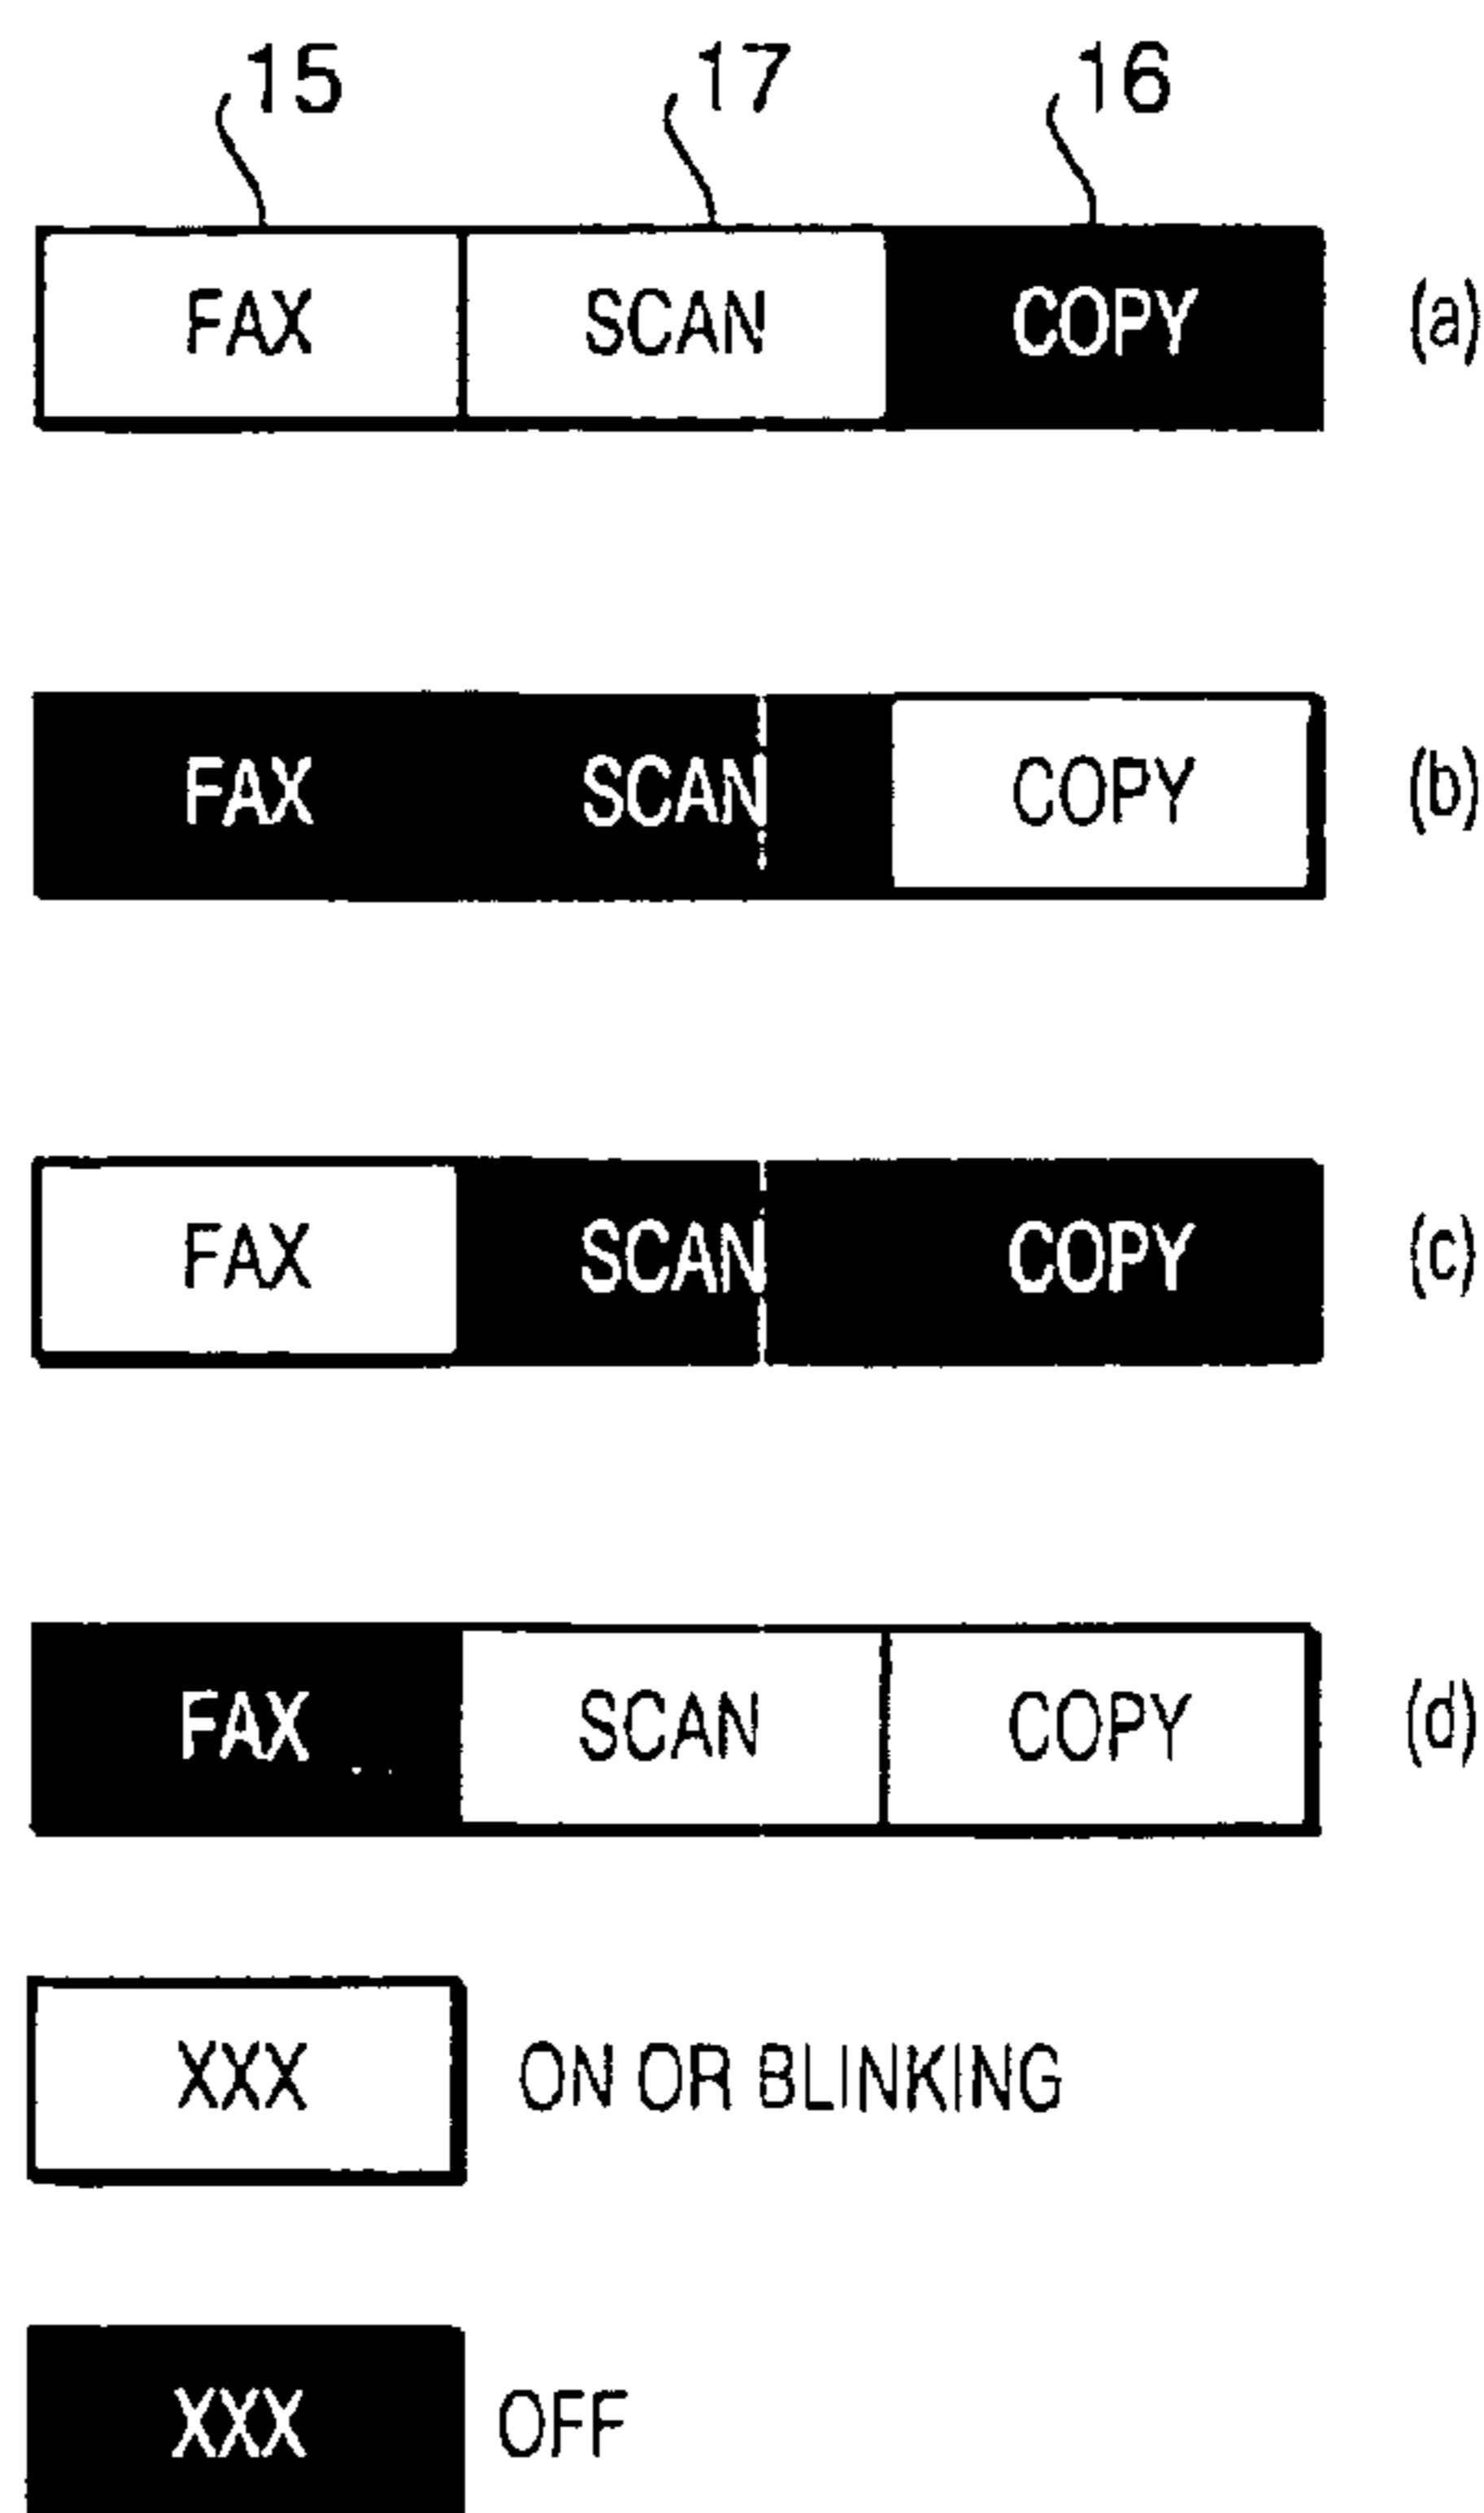 15 17 16
FAX SCAN COPY (a)
FAX SCAN COPY (b)
FAX SCAN COPY (c)
FAX SCAN COPY (d)
XXX ON OR BLINKING
XXX OFF